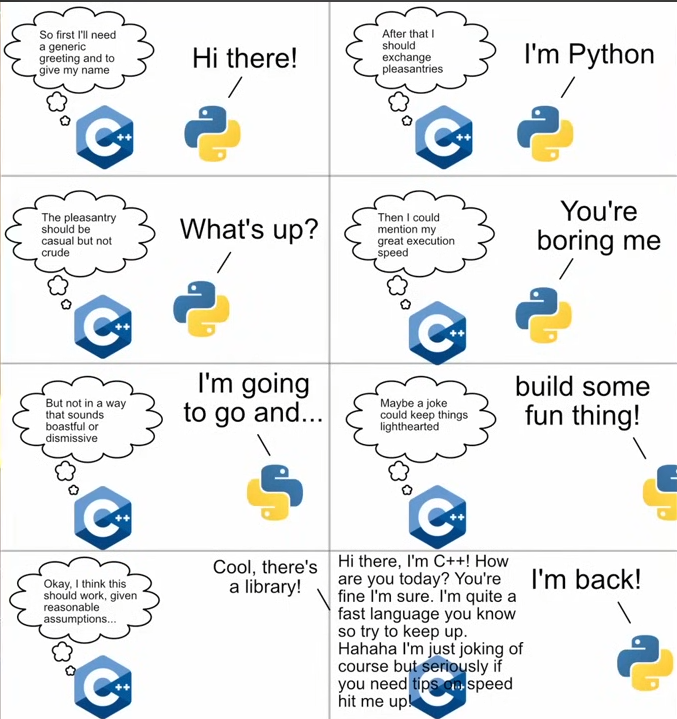 So first I'll need
a generic
greeting and to
give my name
Hi there!
C++
After that I
should
exchange
pleasantries
I'm Python
C++
The pleasantry
should be
casual but not
crude
What's up?
C++
Then I could
mention my
great execution
speed
You're
boring me
C++
But not in a way
that sounds
boastful or
dismissive
I'm going
to go and...
C++
Maybe a joke
could keep things
lighthearted
build some
fun thing!
C++
Okay, I think this
should work, given
reasonable
assumptions...
Cool, there's
a library!
C++
Hi there, I'm C++! How
are you today? You're
fine I'm sure. I'm quite a
fast language you know
so try to keep up.
Hahaha I'm just joking of
course but seriously if
you need tips on speed
hit me up!
I'm back!
C++